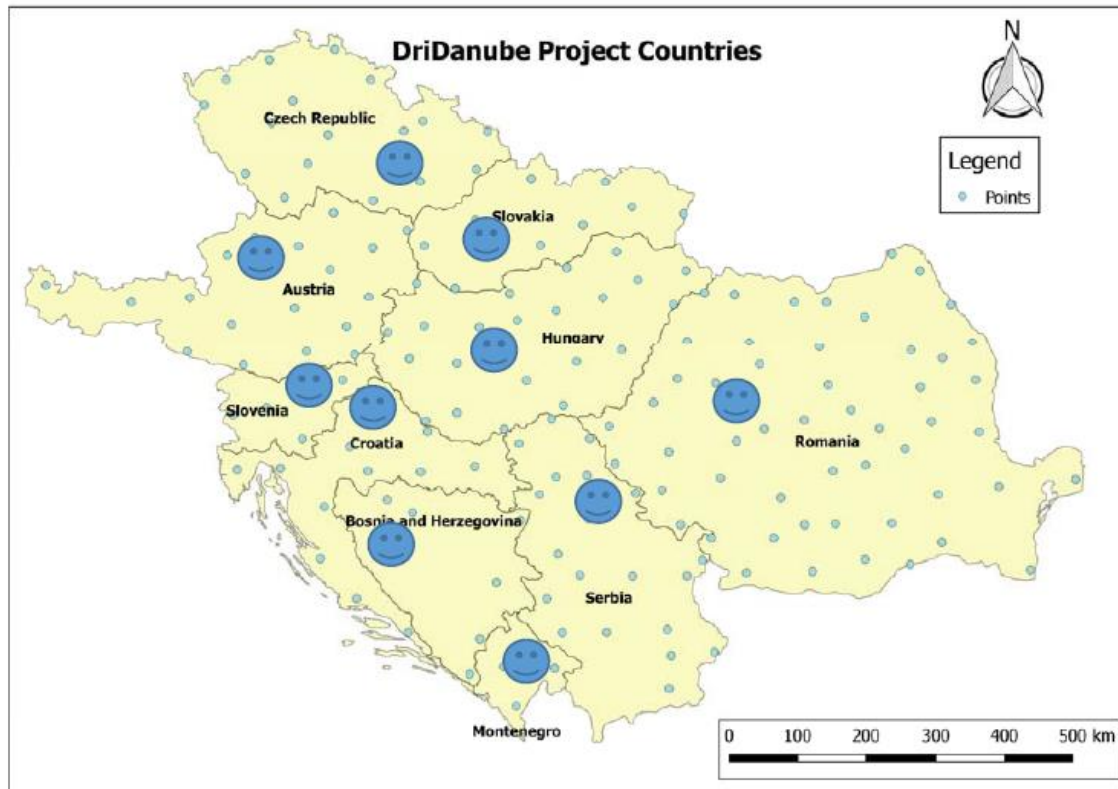 DriDanube Project Countries
N
Legend
Points
Czech Republic
Slovakia
Austria
Hungary
Slovenia
Croatia
Romania
Bosnia and Herzegovina
Serbia
Montenegro
0 100 200 300 400 500 km